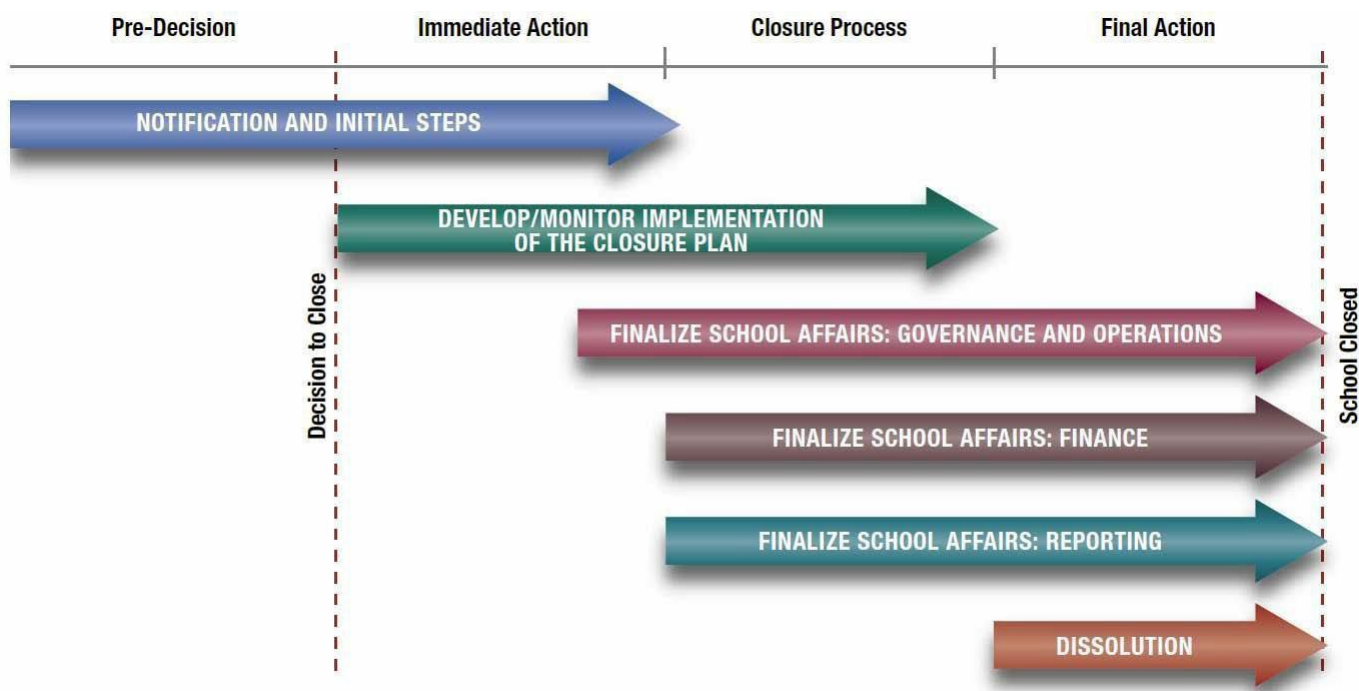 Pre-Decision
Immediate Action
Closure Process
Final Action
NOTIFICATION AND INITIAL STEPS
DEVELOP/MONITOR IMPLEMENTATION
OF THE CLOSURE PLAN
Decision to Close
FINALIZE SCHOOL AFFAIRS: GOVERNANCE AND OPERATIONS
School Closed
FINALIZE SCHOOL AFFAIRS: FINANCE
FINALIZE SCHOOL AFFAIRS: REPORTING
DISSOLUTION